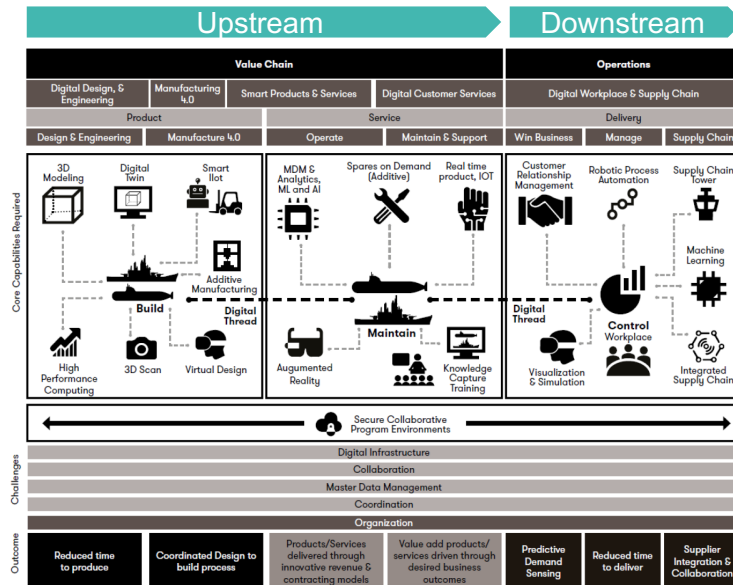 Upstream
Downstream
Value Chain
Operations
Digital Design, &
Engineering
Manufacturing
4.0
Smart Products & Services
Digital Customer Services
Digital Workplace & Supply Chain
Product
Service
Delivery
Design & Engineering
Manufacture 4.0
Operate
Maintain & Support
Win Business
Manage
Supply Chain
Core Capabilities Required
3D
Modeling
Digital
Twin
Smart
IIot
Additive
Manufacturing
Build
Digital
Thread
High
Performance
Computing
3D Scan
Virtual Design
MDM &
Analytics,
ML and AI
Spares on Demand
(Additive)
Real time
product, IOT
Maintain
Augumented
Reality
Knowledge
Capture
Training
Customer
Relationship
Management
Robotic Process
Automation
Supply Chain
Tower
Machine
Learning
Digital
Thread
Control
Workplace
Visualization
& Simulation
Integrated
Supply Chain
Secure Collaborative
Program Environments
Challenges
Digital Infrastructure
Collaboration
Master Data Management
Coordination
Organization
Outcome
Reduced time
to produce
Coordinated Design to
build process
Products/Services
delivered through
innovative revenue &
contracting models
Value add products/
services driven through
desired business
outcomes
Predictive
Demand
Sensing
Reduced time
to deliver
Supplier
Integration &
Collaboration